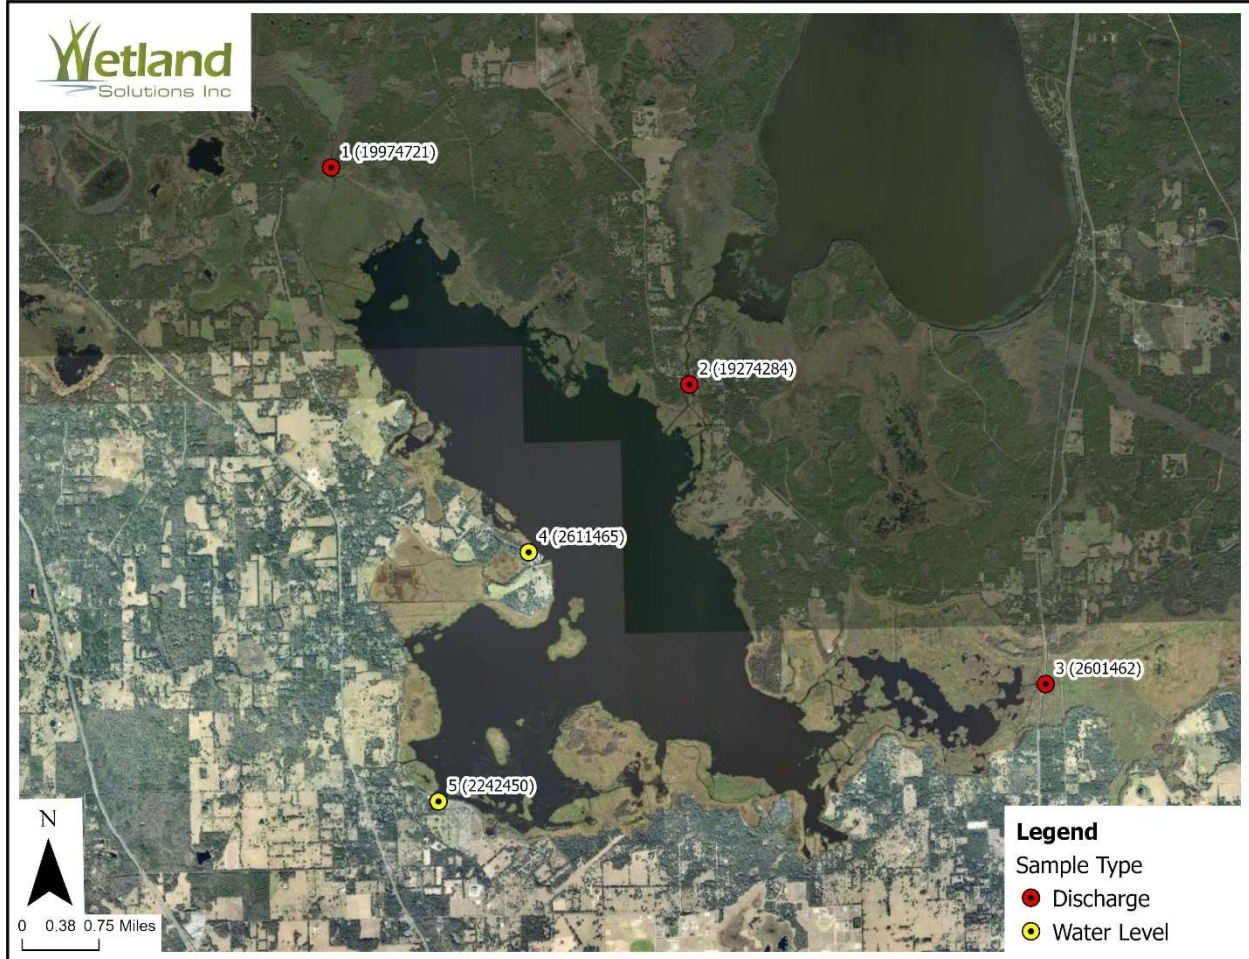 Wetland
Solutions Inc
1 (19974721)
2 (19274284)
4 (2611465)
3 (2601462)
5 (2242450)
N
0 0.38 0.75 Miles
Legend
Sample Type
Discharge
Water Level